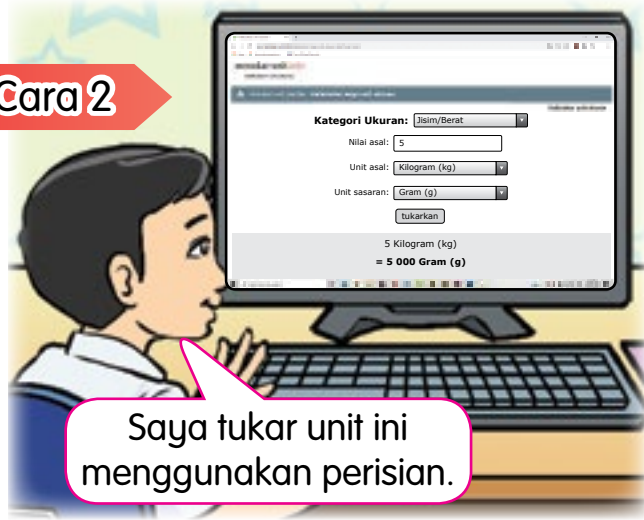 Cara 2
Kategori Ukuran: Jisim/Berat
Nilai asal: 5
Unit asal: Kilogram (kg)
Unit sasaran: Gram (g)
tukarkan
5 Kilogram (kg)
= 5 000 Gram (g)
Saya tukar unit ini
menggunakan perisian.